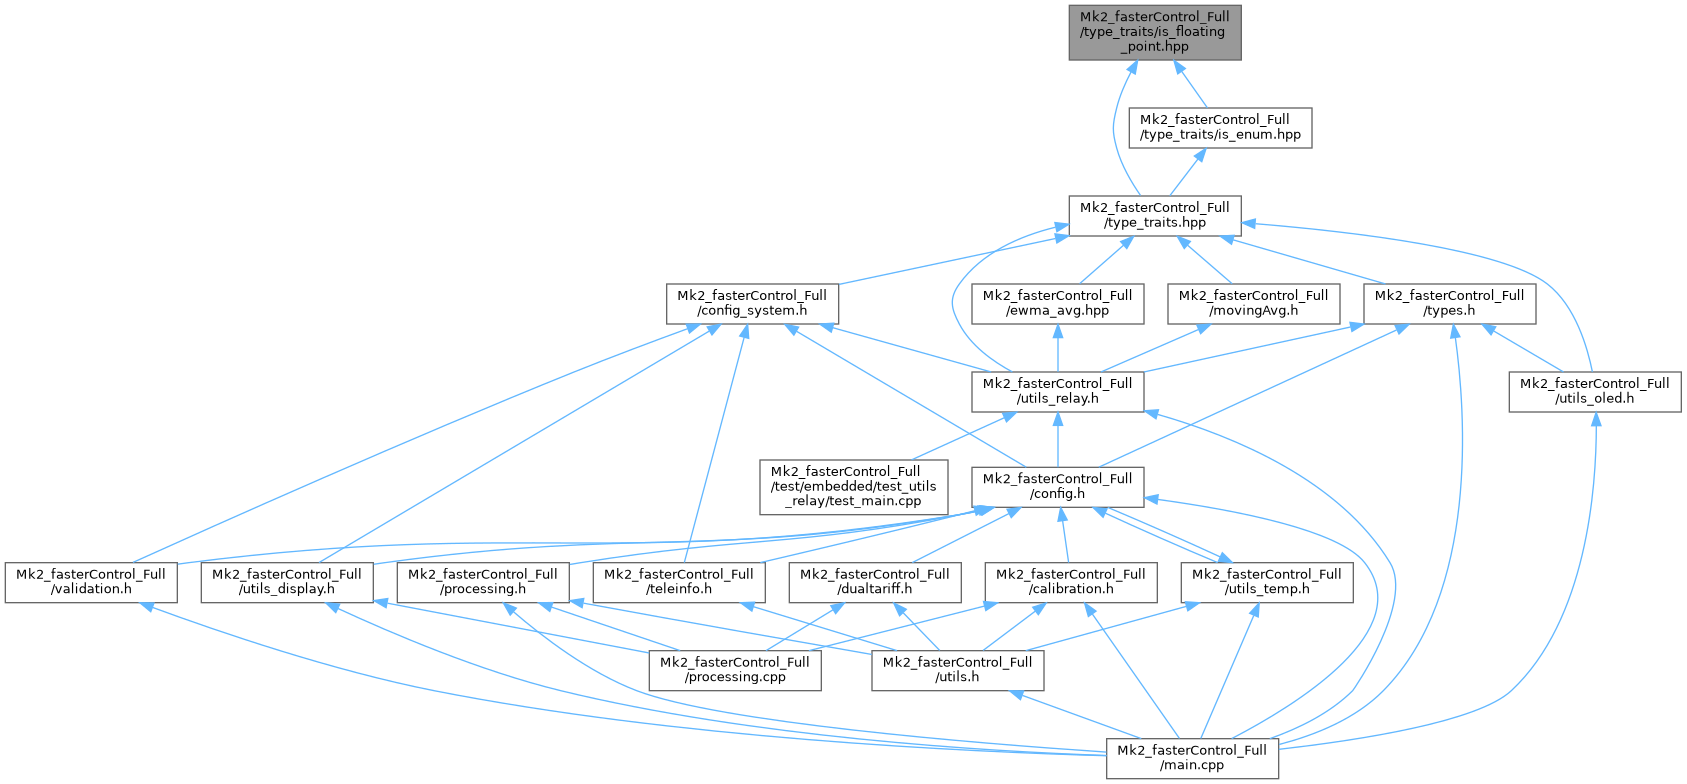 Mk2_fasterControl_Full
/type_traits/is_floating
_point.hpp
Mk2_fasterControl_Full
/type_traits/is_enum.hpp
Mk2_fasterControl_Full
/type_traits.hpp
Mk2_fasterControl_Full
/config_system.h
Mk2_fasterControl_Full
/ewma_avg.hpp
Mk2_fasterControl_Full
/movingAvg.h
Mk2_fasterControl_Full
/types.h
Mk2_fasterControl_Full
/utils_relay.h
Mk2_fasterControl_Full
/utils_oled.h
Mk2_fasterControl_Full
/test/embedded/test_utils
_relay/test_main.cpp
Mk2_fasterControl_Full
/config.h
Mk2_fasterControl_Full
/validation.h
Mk2_fasterControl_Full
/utils_display.h
Mk2_fasterControl_Full
/processing.h
Mk2_fasterControl_Full
/teleinfo.h
Mk2_fasterControl_Full
/dualtariff.h
Mk2_fasterControl_Full
/calibration.h
Mk2_fasterControl_Full
/utils_temp.h
Mk2_fasterControl_Full
/processing.cpp
Mk2_fasterControl_Full
/utils.h
Mk2_fasterControl_Full
/main.cpp